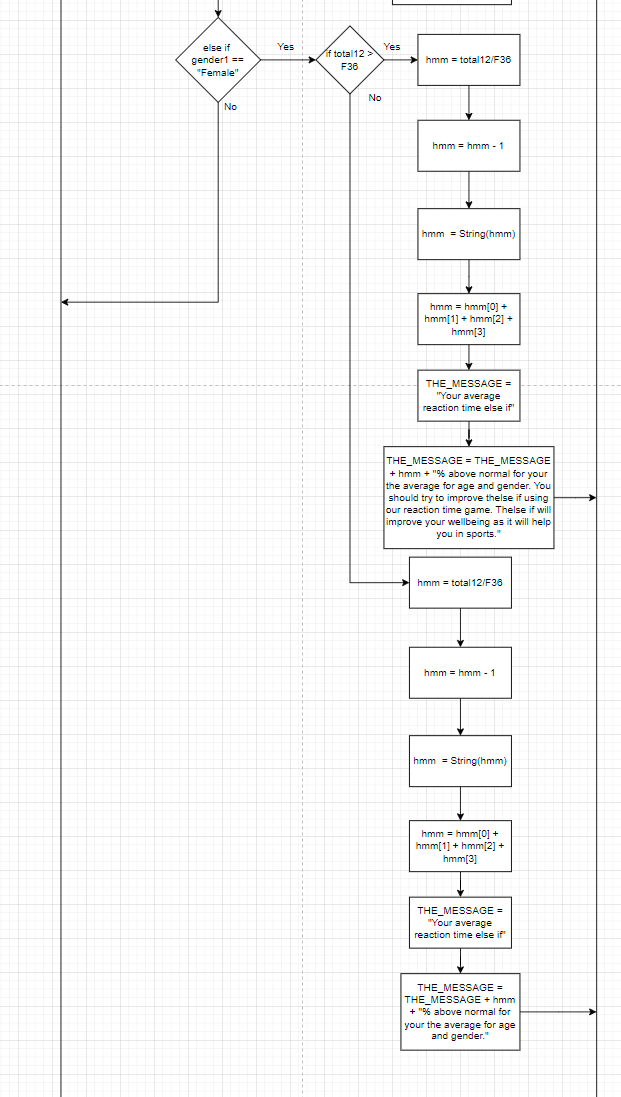 else if
gender1 ==
"Female"
Yes
No
if total12 >
F36
Yes
No
hmm = total12/F36
hmm = hmm - 1
hmm = String(hmm)
hmm = hmm[0] +
hmm[1] + hmm[2] +
hmm[3]
THE_MESSAGE =
"Your average
reaction time else if"
THE_MESSAGE = THE_MESSAGE
+ hmm + "% above normal for your
the average for age and gender. You
should try to improve thelse if using
our reaction time game. Thelse if will
improve your wellbeing as it will help
you in sports."
hmm = total12/F36
hmm = hmm - 1
hmm = String(hmm)
hmm = hmm[0] +
hmm[1] + hmm[2] +
hmm[3]
THE_MESSAGE =
"Your average
reaction time else if"
THE_MESSAGE =
THE_MESSAGE + hmm
+ "% above normal for
your the average for age
and gender."